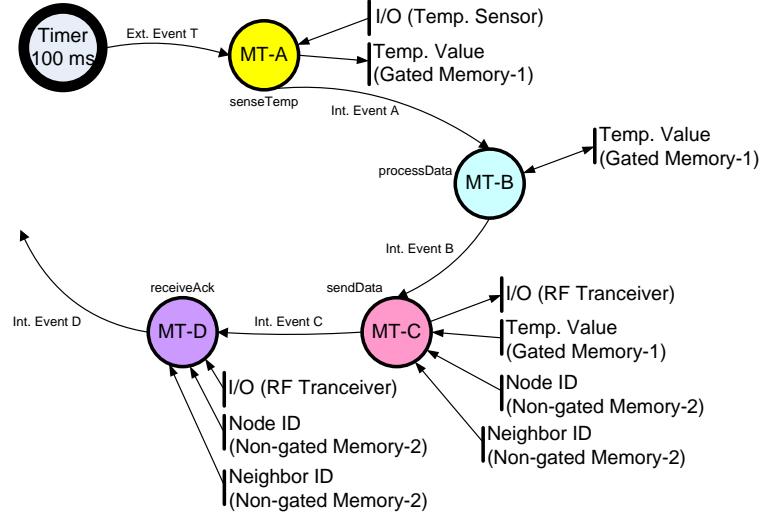 Timer
100 ms
Ext. Event T
MT-A
senseTemp
I/O (Temp. Sensor)
Temp. Value
(Gated Memory-1)
Int. Event A
processData
MT-B
Temp. Value
(Gated Memory-1)
Int. Event B
sendData
MT-C
I/O (RF Tranceiver)
Temp. Value
(Gated Memory-1)
Node ID
(Non-gated Memory-2)
Neighbor ID
(Non-gated Memory-2)
Int. Event C
receiveAck
MT-D
I/O (RF Tranceiver)
Node ID
(Non-gated Memory-2)
Neighbor ID
(Non-gated Memory-2)
Int. Event D